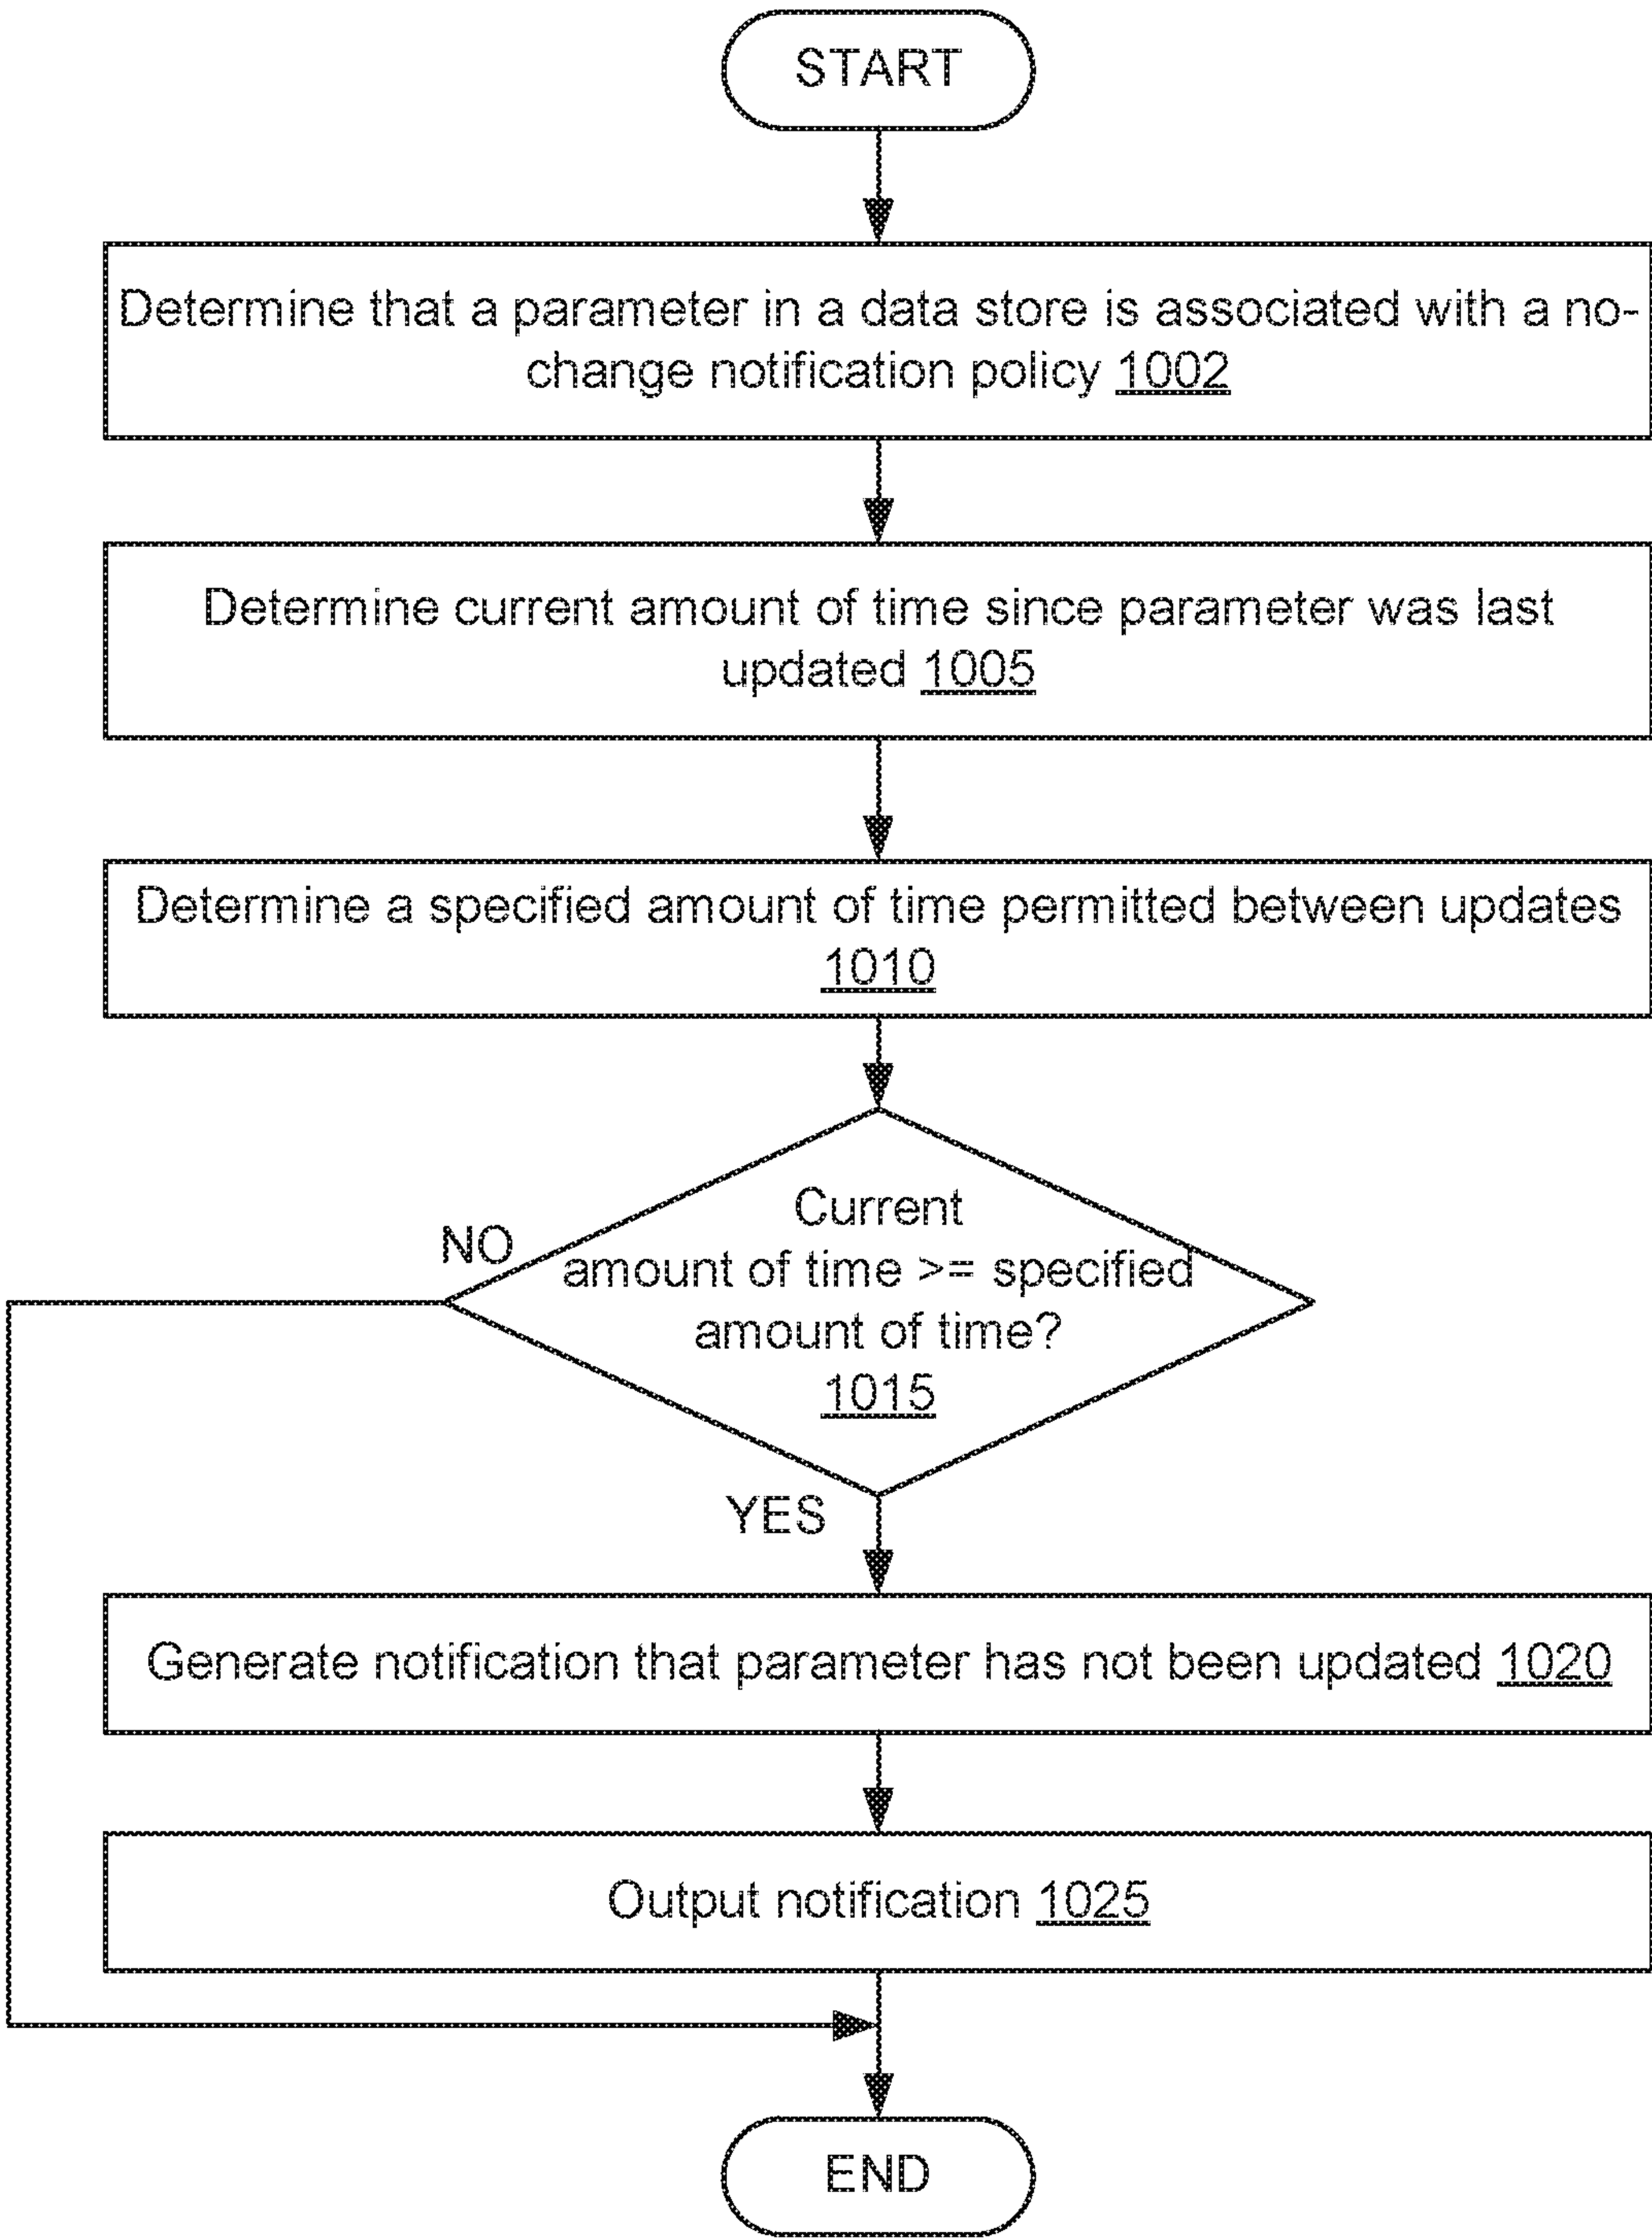 START
Determine that a parameter in a data store is associated with a no-
change notification policy 1002
Determine current amount of time since parameter was last
updated 1005
Determine a specified amount of time permitted between updates
1010
Current
NO
amount of time >= specified
amount of time?
1015
YES
Generate notification that parameter has not been updated 1020
Output notification 1025
END